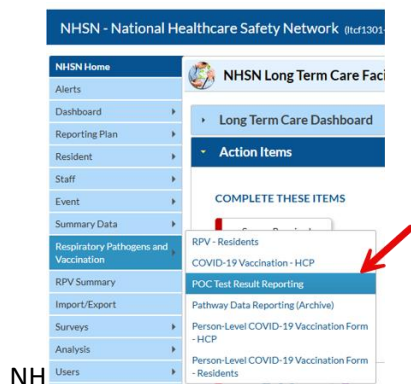 NHSN - National Healthcare Safety Network (ltcf1301-
NHSN Home
Alerts
Dashboard
Reporting Plan
Resident
Staff
Event
Summary Data
Respiratory Pathogens and
Vaccination
RPV Summary
Import/Export
Surveys
Analysis
Users
NHSN Long Term Care Faci
Long Term Care Dashboard
Action Items
COMPLETE THESE ITEMS
RPV - Residents
COVID-19 Vaccination - HCP
POC Test Result Reporting
Pathway Data Reporting (Archive)
Person-Level COVID-19 Vaccination Form
- HCP
Person-Level COVID-19 Vaccination Form
- Residents
NH